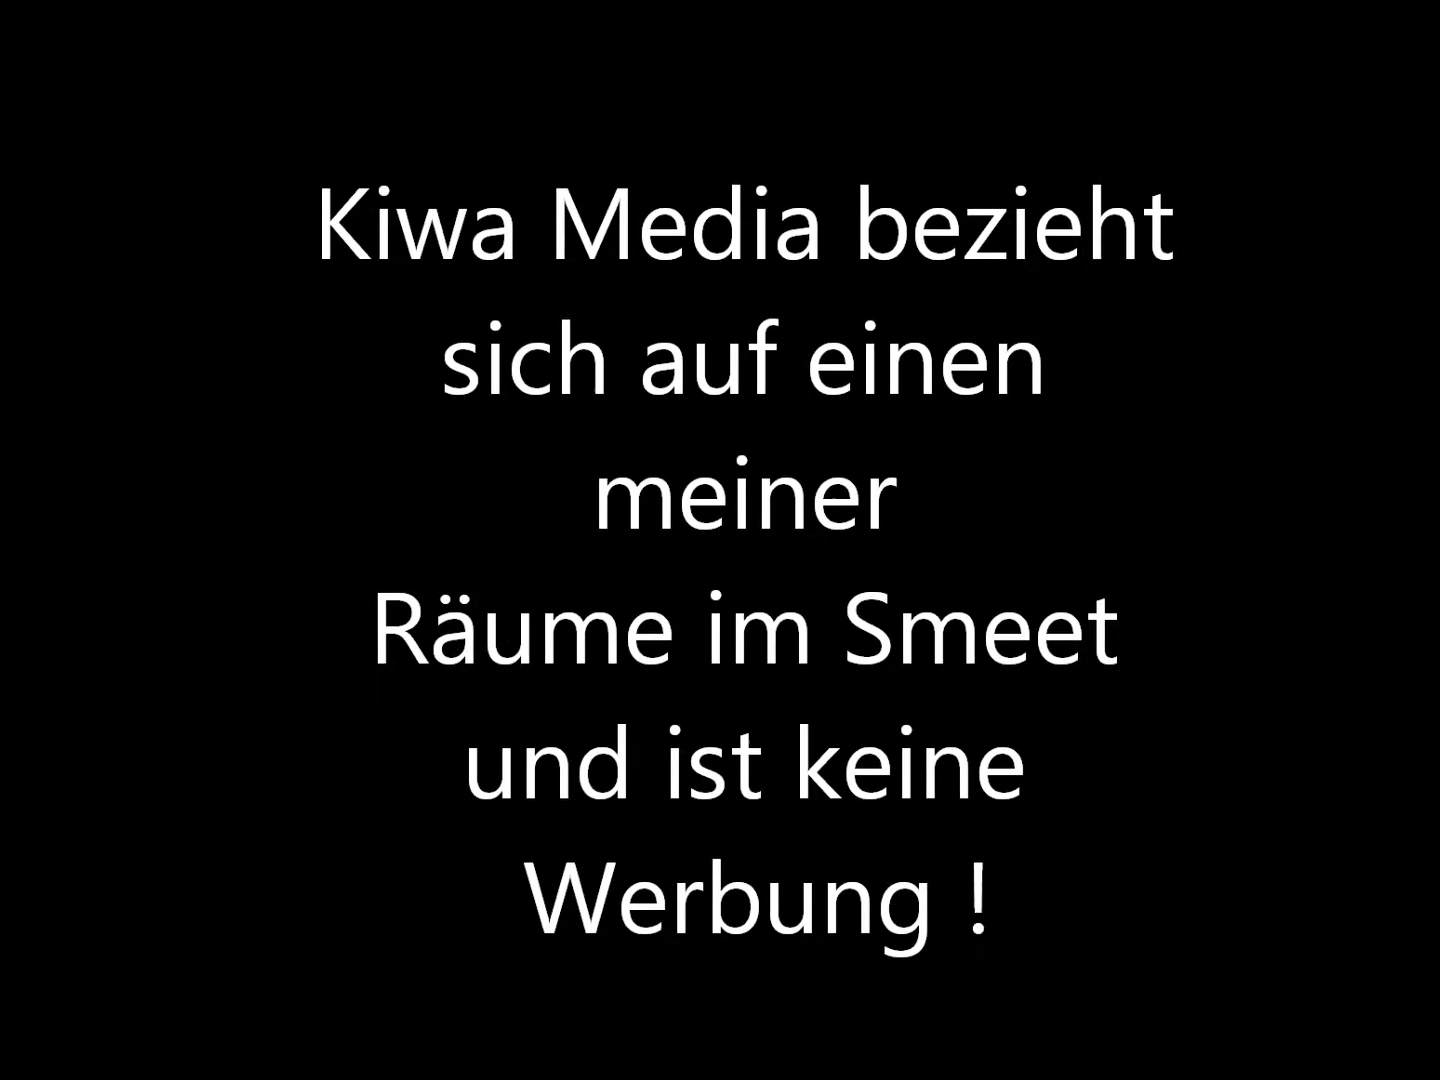 Kiwa Media bezieht
sich auf einen
meiner
Räume im Smeet
und ist keine
Werbung !